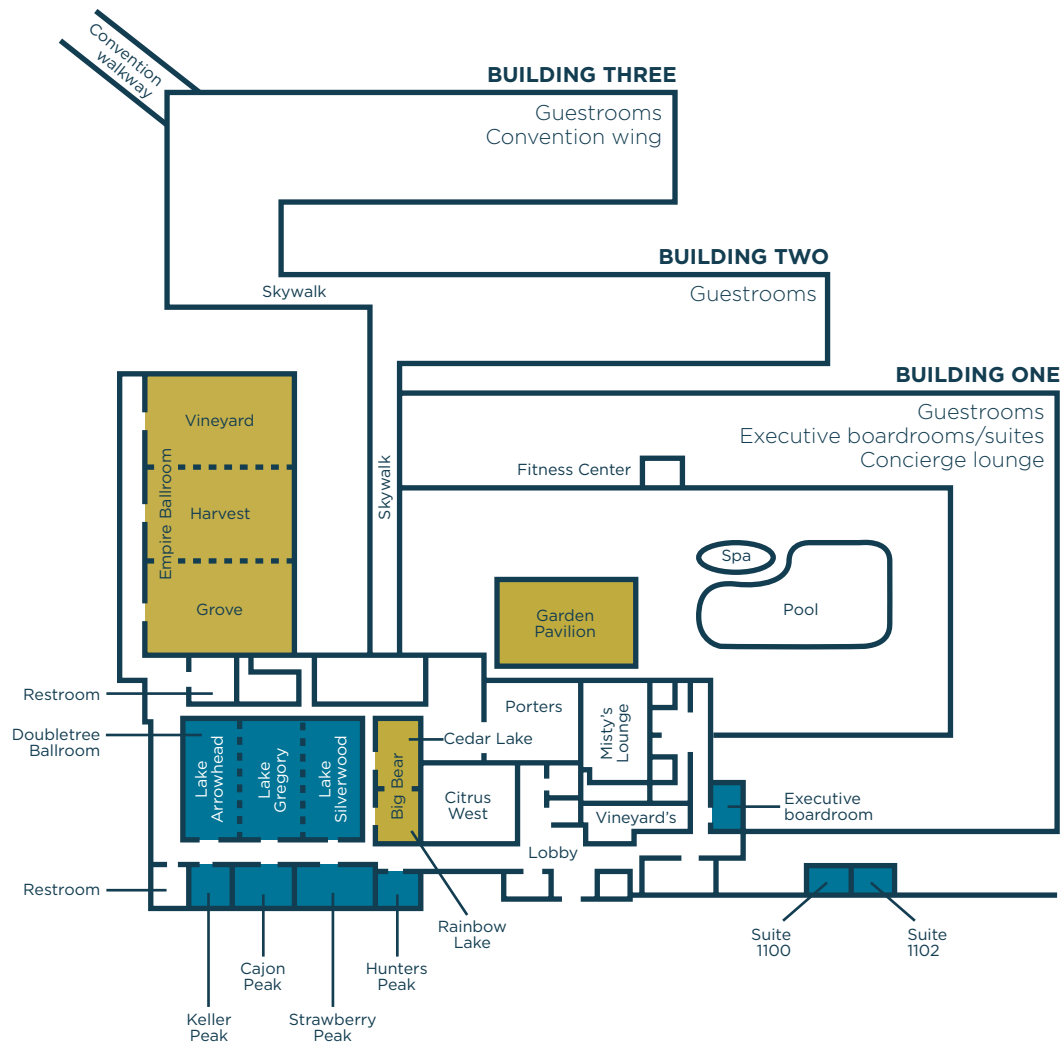 Convention
walkway
BUILDING THREE
Guestrooms
Convention wing
BUILDING TWO
Guestrooms
Skywalk
BUILDING ONE
Guestrooms
Executive boardrooms/suites
Concierge lounge
Skywalk
Fitness Center
Empire Ballroom
Vineyard
Harvest
Grove
Spa
Pool
Garden
Pavilion
Restroom
Doubletree
Ballroom
Lake
Arrowhead
Lake
Gregory
Lake
Silverwood
Big Bear
Cedar Lake
Porters
Misty's
Lounge
Citrus
West
Vineyard's
Executive
boardroom
Lobby
Restroom
Rainbow
Lake
Keller
Peak
Cajon
Peak
Strawberry
Peak
Hunters
Peak
Suite
1100
Suite
1102